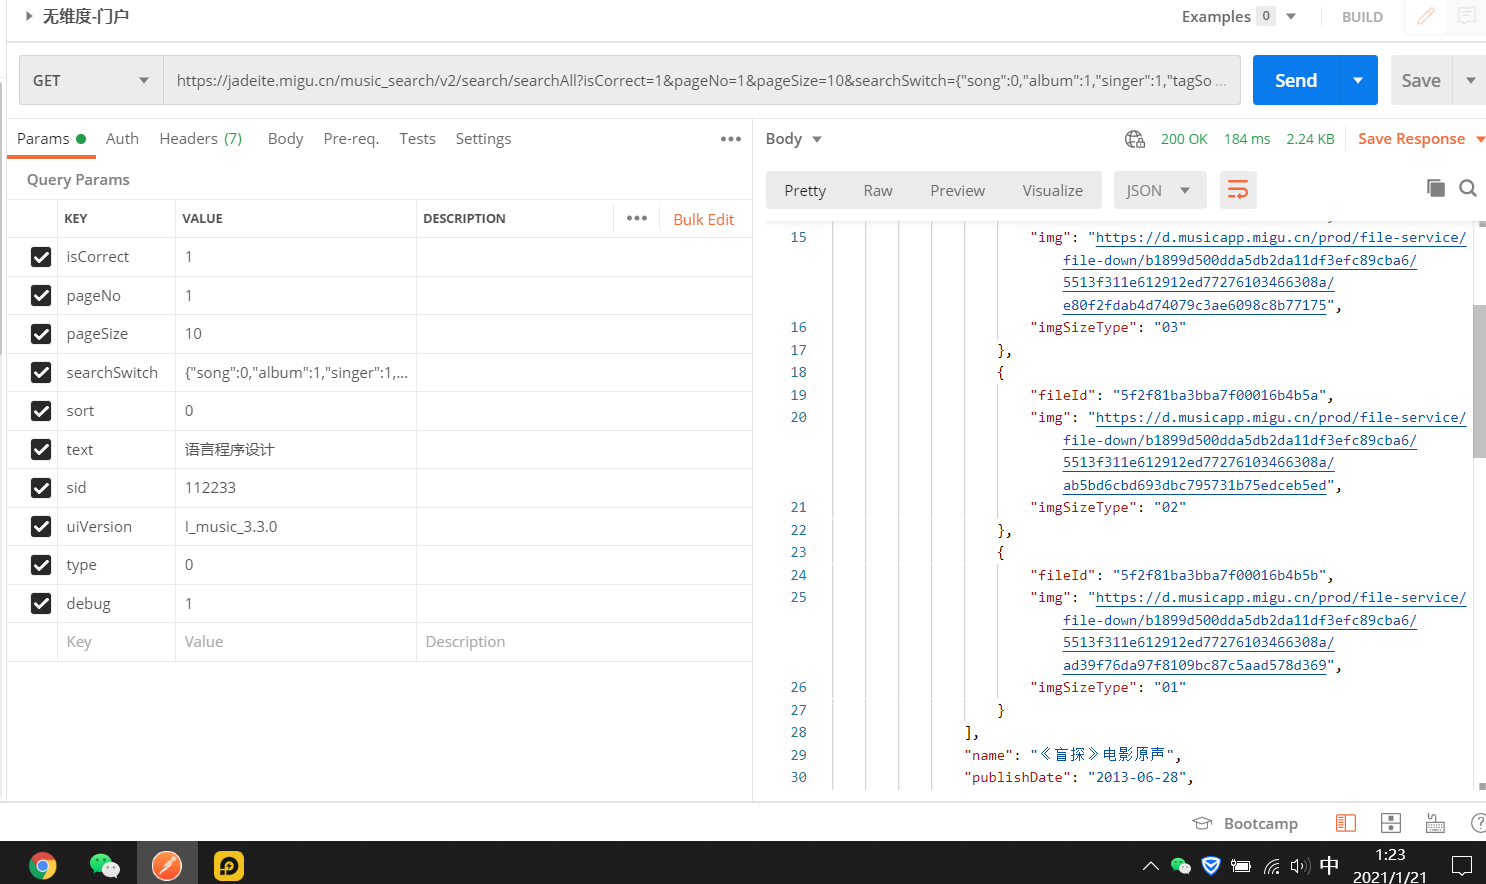 无维度-门户
Examples 0
BUILD
GET
https://jadeite.migu.cn/music_search/v2/search/searchAll?isCorrect=1&pageNo=1&pageSize=10&searchSwitch={"song":0,"album":1,"singer":1,"tagSo ...
Send
Save
Params
Auth
Headers (7)
Body
Pre-req.
Tests
Settings
Query Params
KEY VALUE DESCRIPTION Bulk Edit
isCorrect 1
pageNo 1
pageSize 10
searchSwitch {"song":0,"album":1,"singer":1,...
sort 0
text 语言程序设计
sid 112233
uiVersion I_music_3.3.0
type 0
debug 1
Key Value Description
Body
200 OK 184 ms 2.24 KB Save Response
Pretty Raw Preview Visualize JSON
15 "img": "https://d.musicapp.migu.cn/prod/file-service/
file-down/b1899d500dda5db2da11df3efc89cba6/
5513f311e612912ed77276103466308a/
e80f2fdab4d74079c3ae6098c8b77175",
16 "imgSizeType": "03"
17 },
18 {
19 "fileId": "5f2f81ba3bba7f00016b4b5a",
20 "img": "https://d.musicapp.migu.cn/prod/file-service/
file-down/b1899d500dda5db2da11df3efc89cba6/
5513f311e612912ed77276103466308a/
ab5bd6cbd693dbc795731b75edceb5ed",
21 "imgSizeType": "02"
22 },
23 {
24 "fileId": "5f2f81ba3bba7f00016b4b5b",
25 "img": "https://d.musicapp.migu.cn/prod/file-service/
file-down/b1899d500dda5db2da11df3efc89cba6/
5513f311e612912ed77276103466308a/
ad39f76da97f8109bc87c5aad578d369",
26 "imgSizeType": "01"
27 }
28 ],
29 "name": "《盲探》电影原声",
30 "publishDate": "2013-06-28",
Bootcamp
中
1:23
2021/1/21